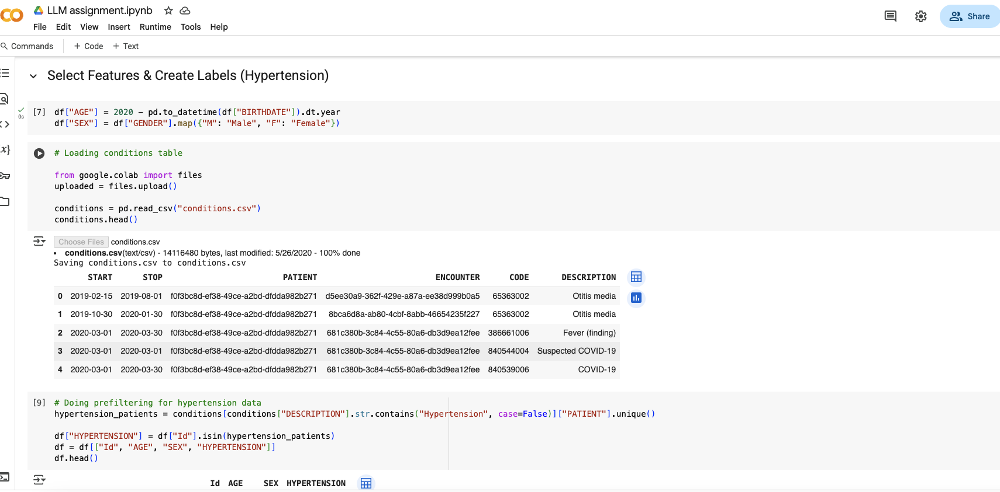 LLM assignment.ipynb
File Edit View Insert Runtime Tools Help
Share
Commands + Code + Text
Select Features & Create Labels (Hypertension)
[7] df["AGE"] = 2020 - pd.to_datetime(df["BIRTHDATE"]).dt.year
0s
df["SEX"] = df["GENDER"].map({"M": "Male", "F": "Female"})
# Loading conditions table
from google.colab import files
uploaded = files.upload()
conditions = pd.read_csv("conditions.csv")
conditions.head()
Choose Files conditions.csv
• conditions.csv(text/csv) - 14116480 bytes, last modified: 5/26/2020 - 100% done
Saving conditions.csv to conditions.csv
START STOP PATIENT ENCOUNTER CODE DESCRIPTION
0 2019-02-15 2019-08-01 f0f3bc8d-ef38-49ce-a2bd-dfdda982b271 d5ee30a9-362f-429e-a87a-ee38d999b0a5 65363002 Otitis media
1 2019-10-30 2020-01-30 f0f3bc8d-ef38-49ce-a2bd-dfdda982b271 8bca6d8a-ab80-4cbf-8abb-46654235f227 65363002 Otitis media
2 2020-03-01 2020-03-30 f0f3bc8d-ef38-49ce-a2bd-dfdda982b271 681c380b-3c84-4c55-80a6-db3d9ea12fee 386661006 Fever (finding)
3 2020-03-01 2020-03-01 f0f3bc8d-ef38-49ce-a2bd-dfdda982b271 681c380b-3c84-4c55-80a6-db3d9ea12fee 840544004 Suspected COVID-19
4 2020-03-01 2020-03-30 f0f3bc8d-ef38-49ce-a2bd-dfdda982b271 681c380b-3c84-4c55-80a6-db3d9ea12fee 840539006 COVID-19
[9] # Doing prefiltering for hypertension data
hypertension_patients = conditions[conditions["DESCRIPTION"].str.contains("Hypertension", case=False)]["PATIENT"].unique()
df["HYPERTENSION"] = df["Id"].isin(hypertension_patients)
df = df[["Id", "AGE", "SEX", "HYPERTENSION"]]
df.head()
Id AGE SEX HYPERTENSION